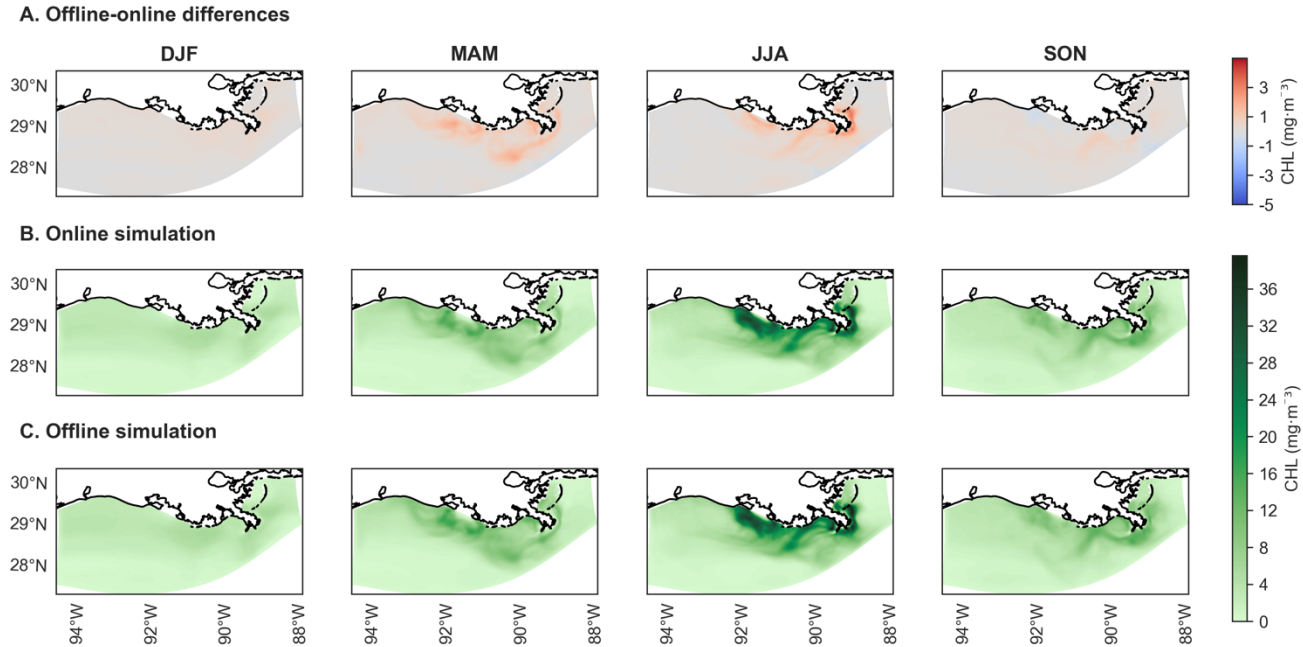 A. Offline-online differences
DJF MAM JJA SON
30°N
29°N
28°N
3
1
-1
-3
-5
CHL (mg·m⁻³)
B. Online simulation
30°N
29°N
28°N
C. Offline simulation
30°N
29°N
28°N
36
32
28
24
20
16
12
8
4
0
CHL (mg·m⁻³)
94°W 92°W 90°W 88°W 94°W 92°W 90°W 88°W 94°W 92°W 90°W 88°W 94°W 92°W 90°W 88°W